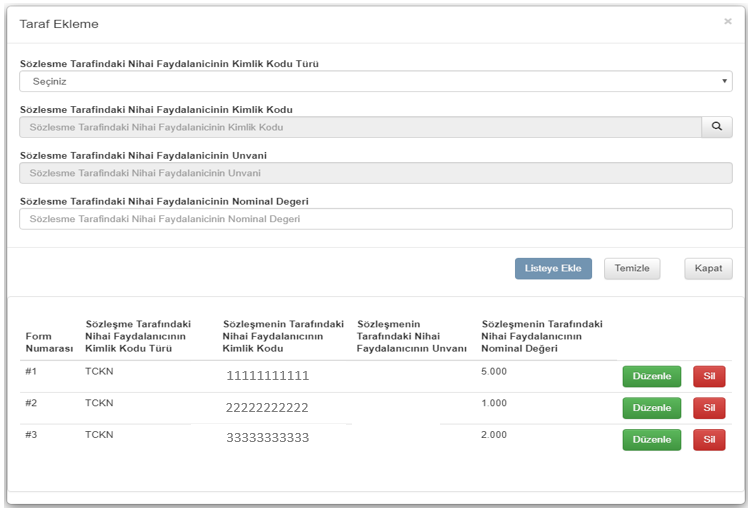 Taraf Ekleme ×
Sözlesme Tarafindaki Nihai Faydalanicinin Kimlik Kodu Türü
Seçiniz
Sözlesme Tarafindaki Nihai Faydalanicinin Kimlik Kodu
Sözlesme Tarafindaki Nihai Faydalanicinin Kimlik Kodu
Sözlesme Tarafindaki Nihai Faydalanicinin Unvani
Sözlesme Tarafindaki Nihai Faydalanicinin Unvani
Sözlesme Tarafindaki Nihai Faydalanicinin Nominal Degeri
Sözlesme Tarafindaki Nihai Faydalanicinin Nominal Degeri
Listeye Ekle Temizle Kapat
Form
Numarası
Sözleşme Tarafındaki
Nihai Faydalanıcının
Kimlik Kodu Türü
Sözleşmenin Tarafındaki
Nihai Faydalanıcının
Kimlik Kodu
Sözleşmenin
Tarafındaki Nihai
Faydalanıcının Unvanı
Sözleşmenin Tarafındaki
Nihai Faydalanıcının
Nominal Değeri
#1 TCKN 11111111111 5.000 Düzenle Sil
#2 TCKN 22222222222 1.000 Düzenle Sil
#3 TCKN 33333333333 2.000 Düzenle Sil